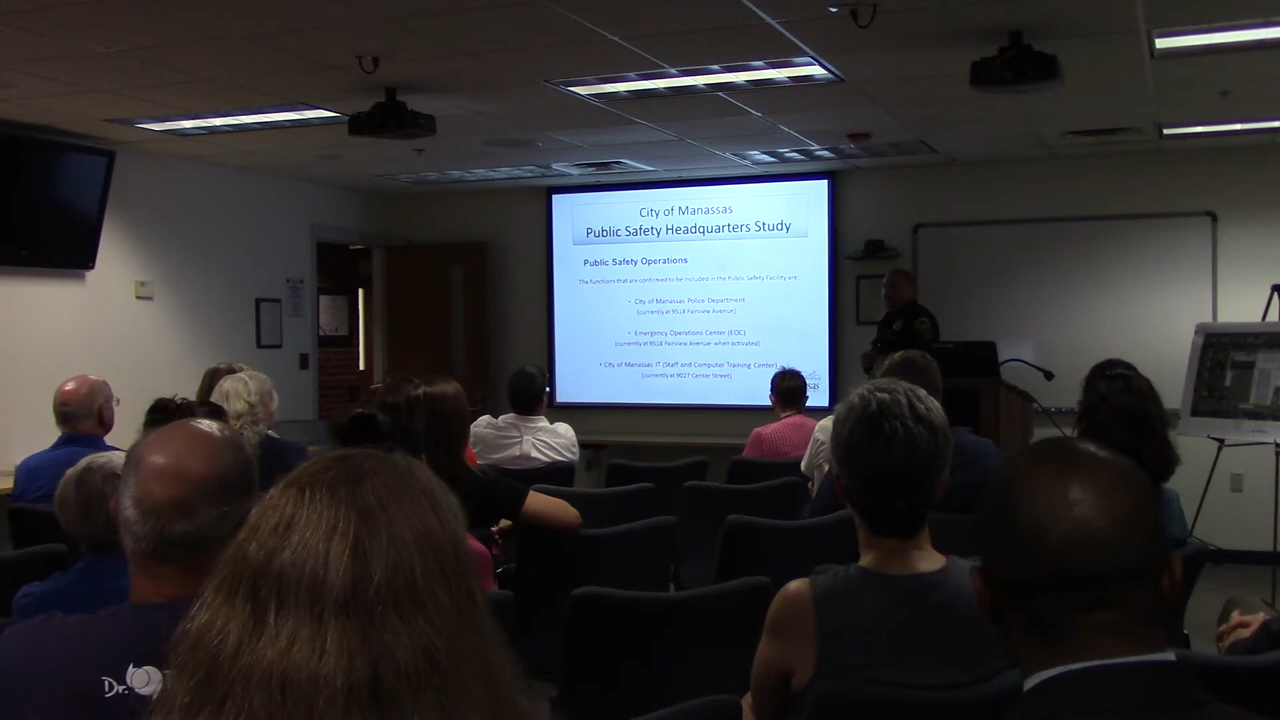 City of Manassas
Public Safety Headquarters Study
Public Safety Operations
The functions that are confirmed to be included in the Public Safety Facility are:
• City of Manassas Police Department
(currently at 9518 Fairview Avenue)
• Emergency Operations Center (EOC)
(currently at 9518 Fairview Avenue- when activated)
• City of Manassas IT (Staff and Computer Training Center)
(currently at 9027 Center Street)
Dr.